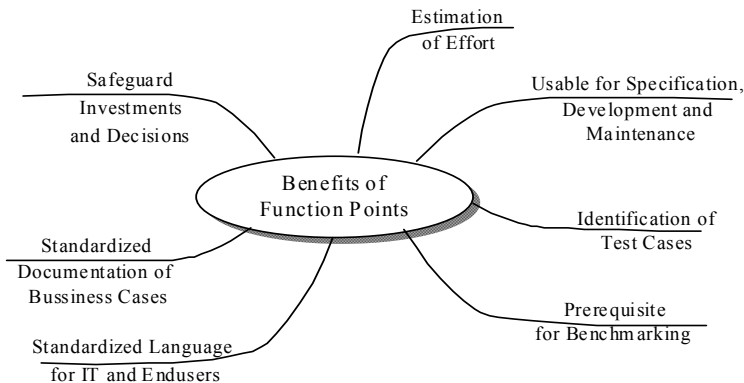 Estimation
of Effort
Safeguard
Investments
and Decisions
Usable for Specification,
Development and
Maintenance
Benefits of
Function Points
Identification of
Test Cases
Standardized
Documentation of
Bussiness Cases
Prerequisite
for Benchmarking
Standardized Language
for IT and Endusers